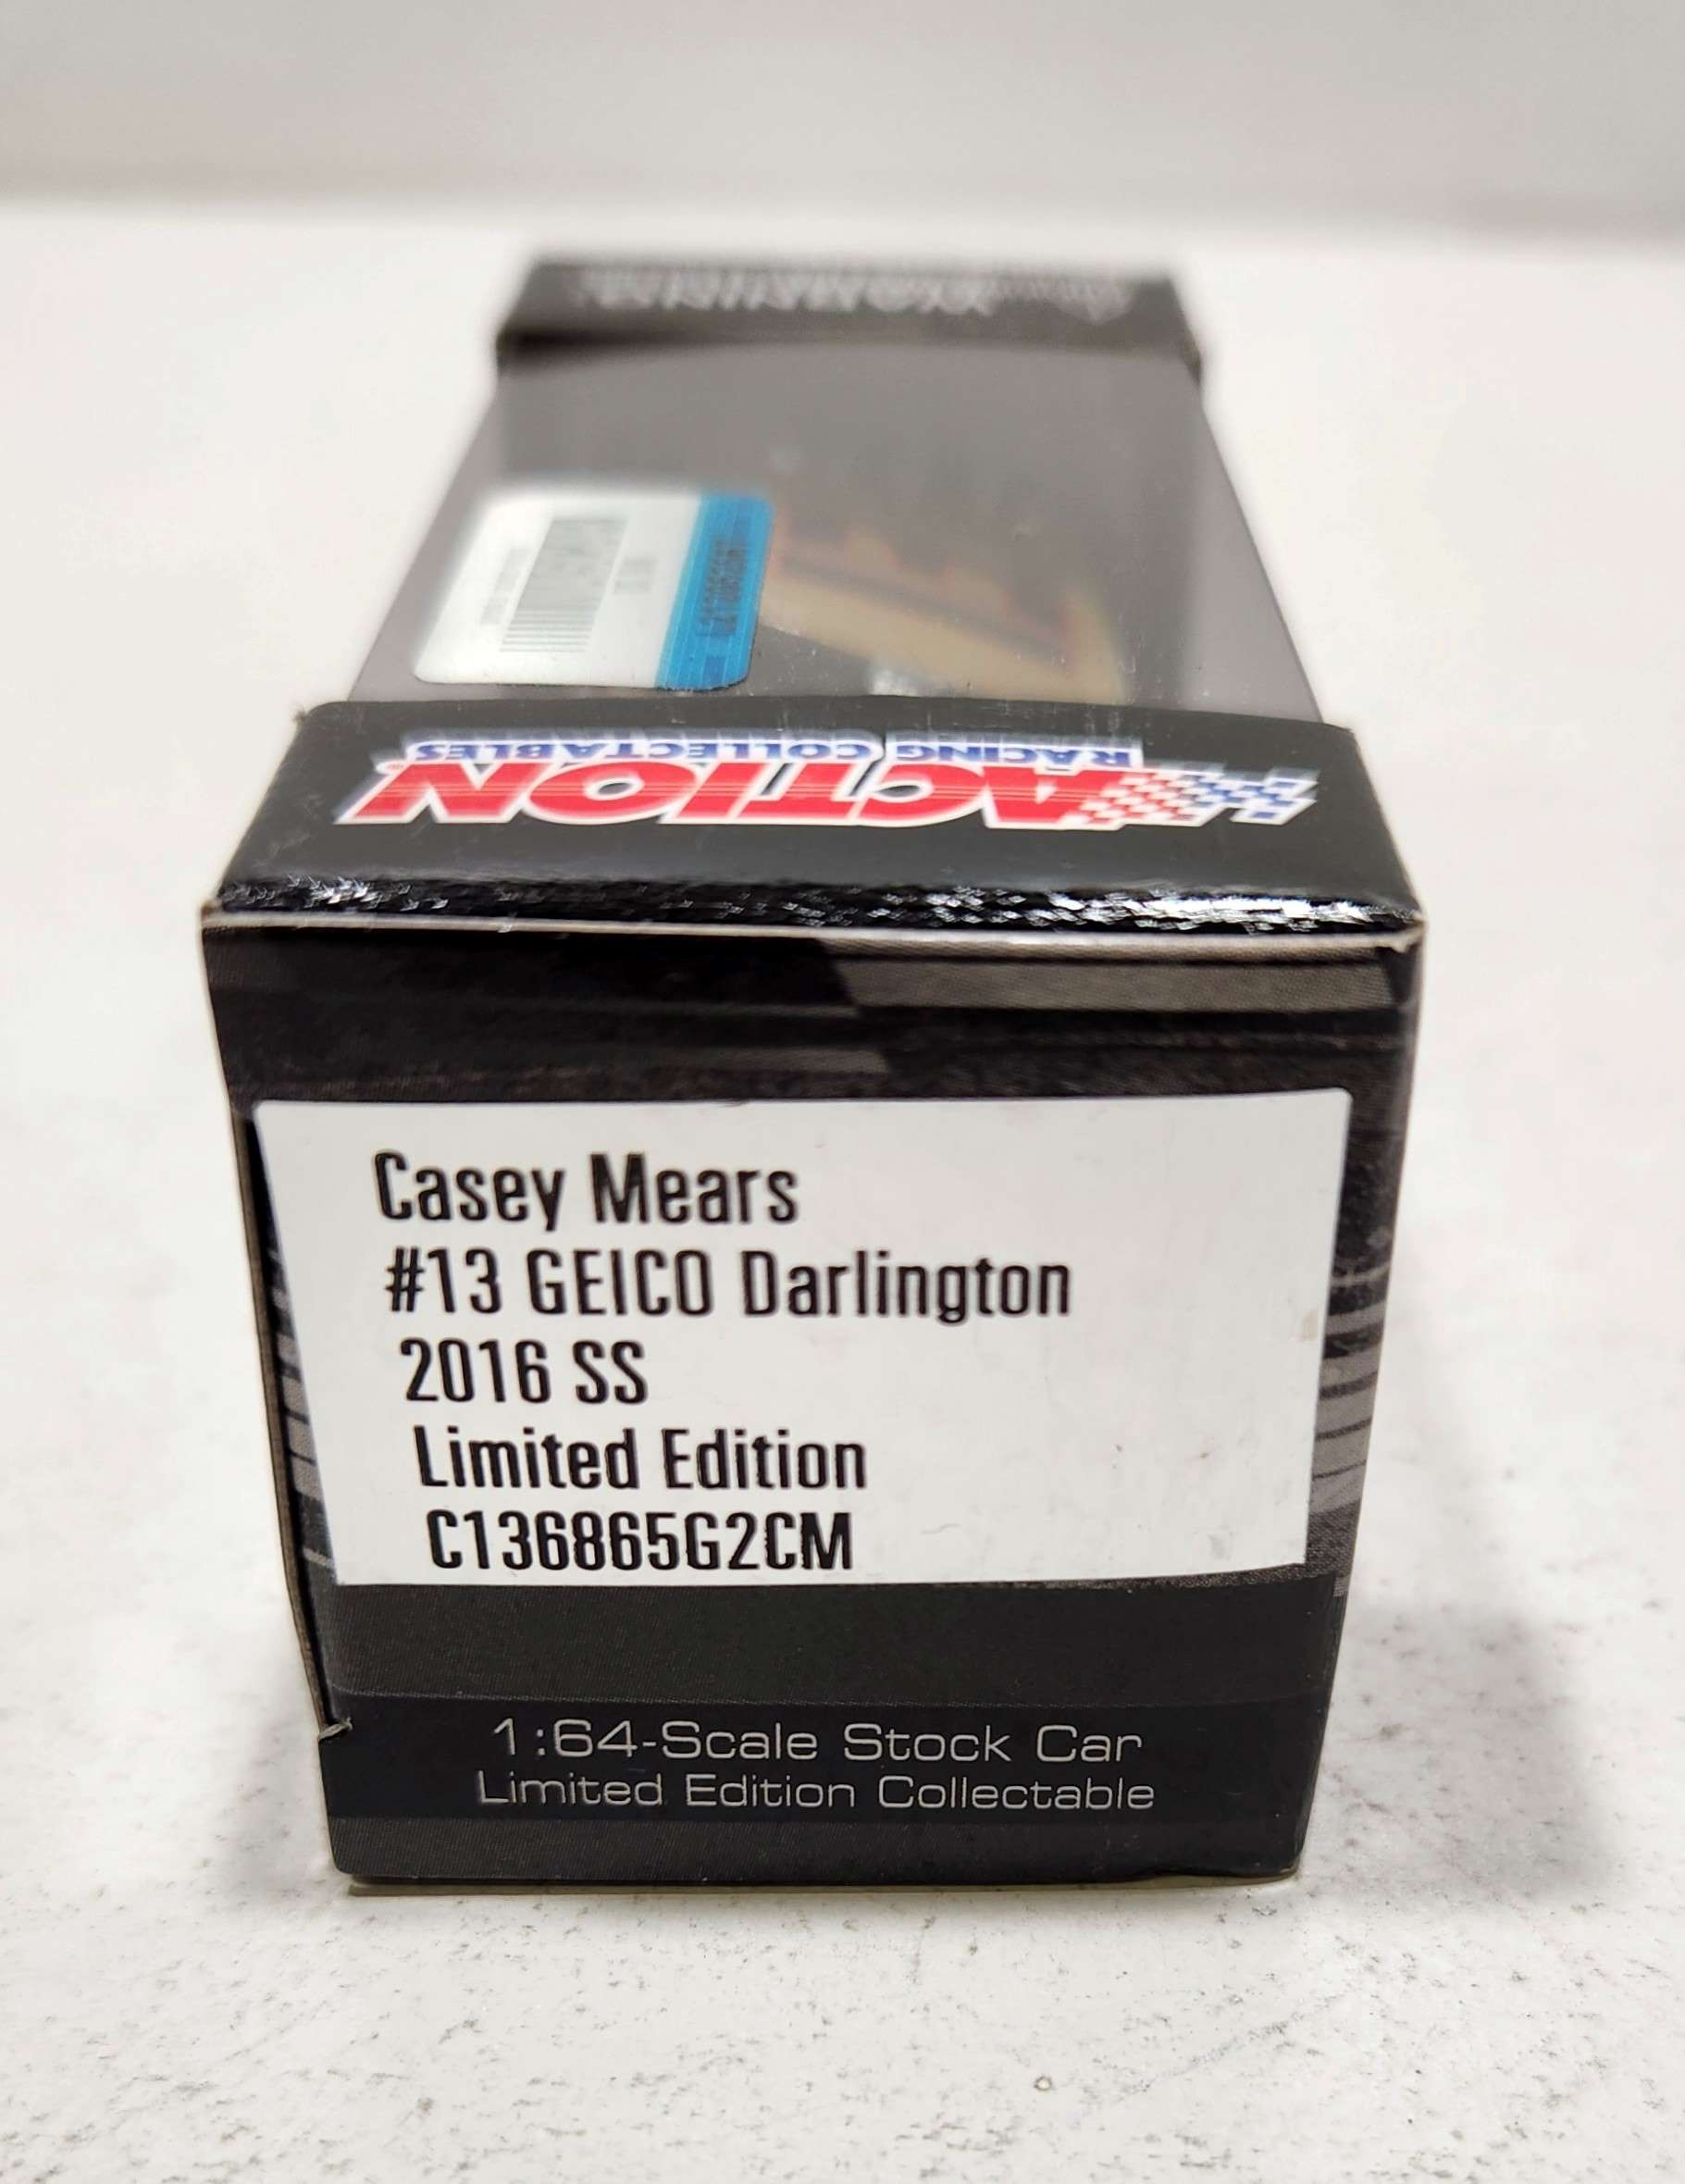 WARNING:
ACTION
RACING COLLECTABLES
Casey Mears
#13 GEICO Darlington
2016 SS
Limited Edition
C136865G2CM
1:64-Scale Stock Car
Limited Edition Collectable